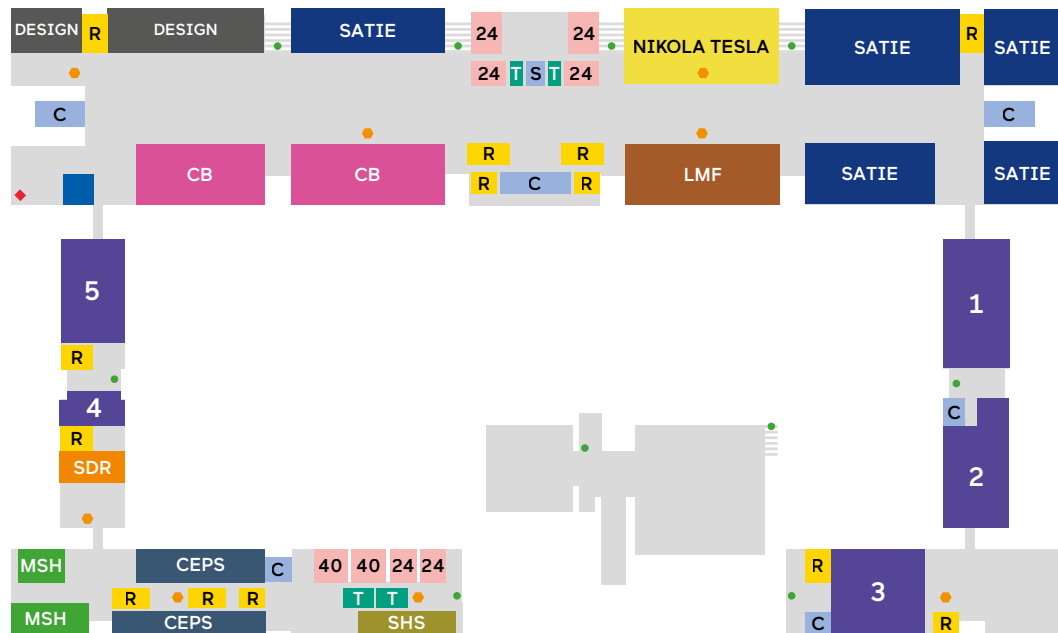 DESIGN R DESIGN SATIE 24 24 NIKOLA TESLA SATIE R SATIE
24 T S T 24
C C
R R
CB CB R C R LMF SATIE SATIE
5 1
R
4 C
R
SDR 2
MSH CEPS C 40 40 24 24 R
R R R T T 3
MSH CEPS SHS C R